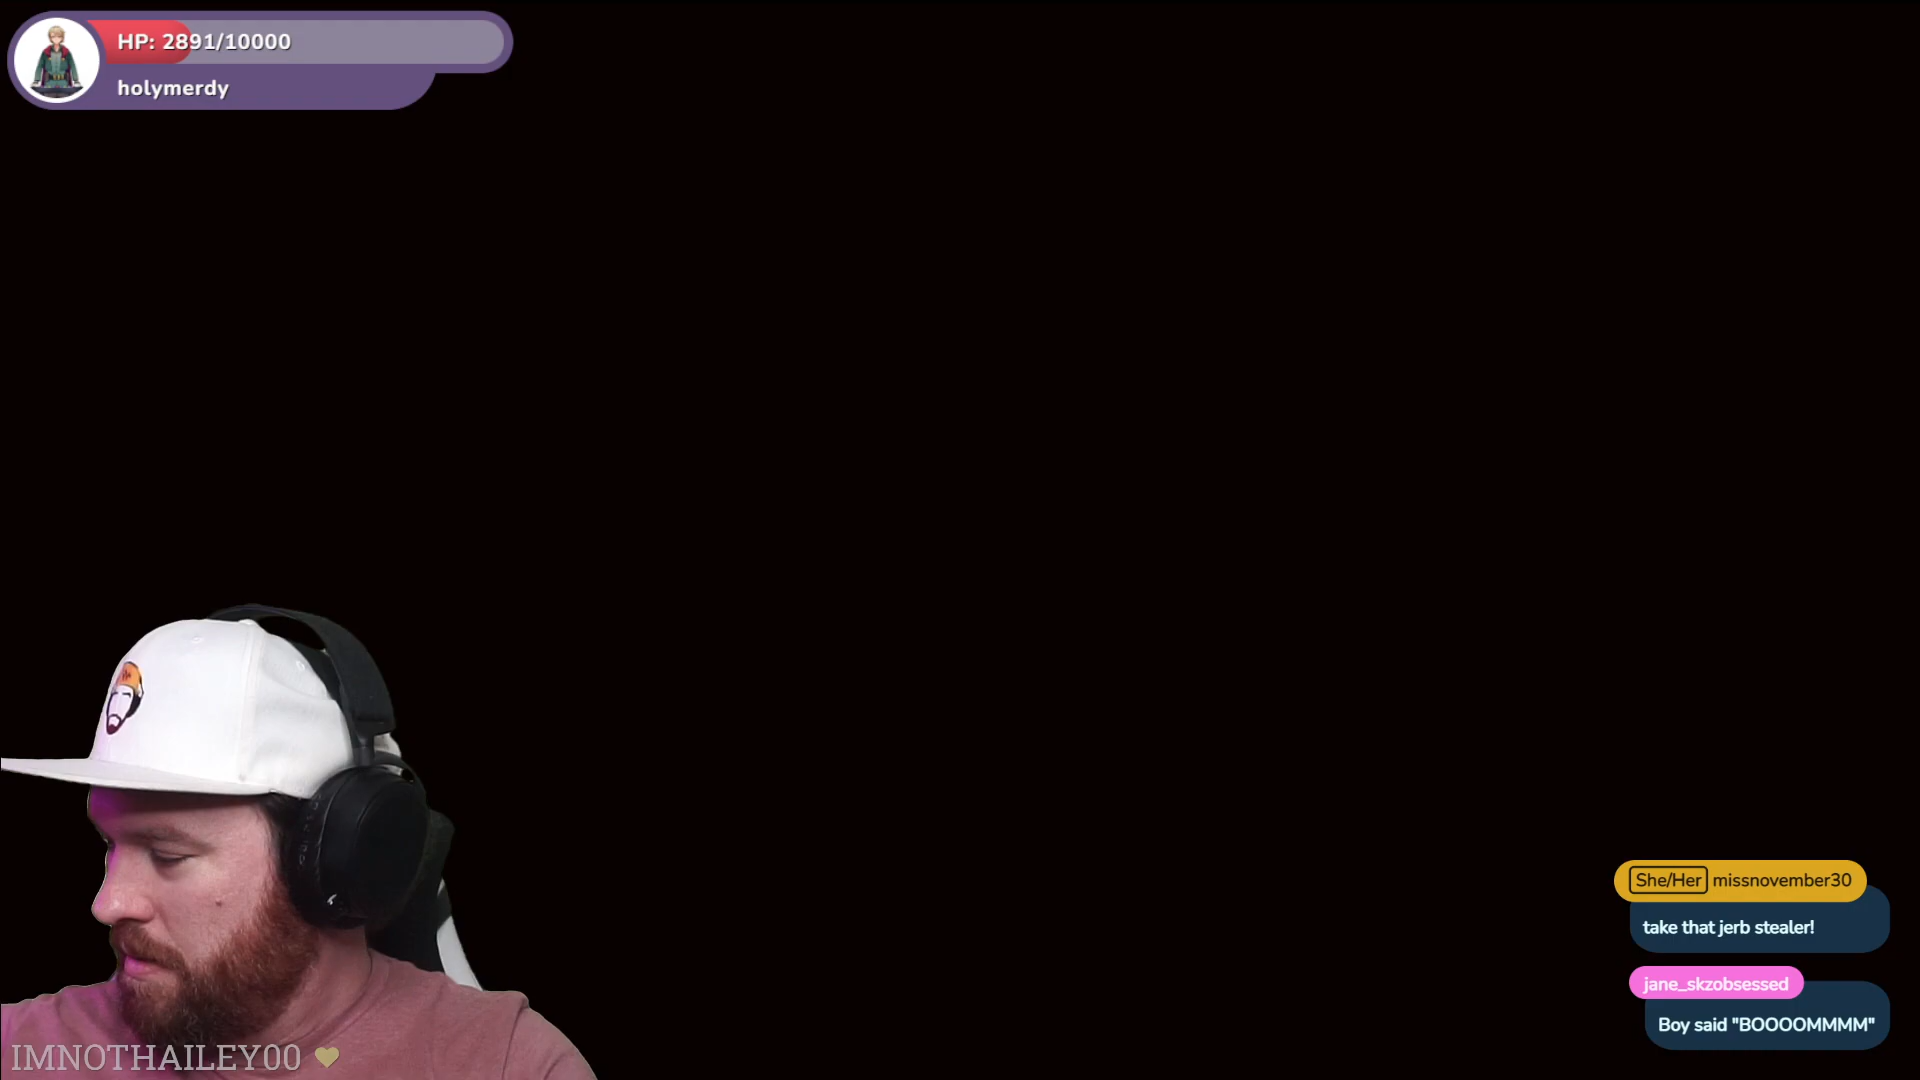 HP: 2891/10000
holymerdy
She/Her missnovember30
take that jerb stealer!
jane_skzobsessed
Boy said "BOOOOMMMM"
IMNOTHAILEY00